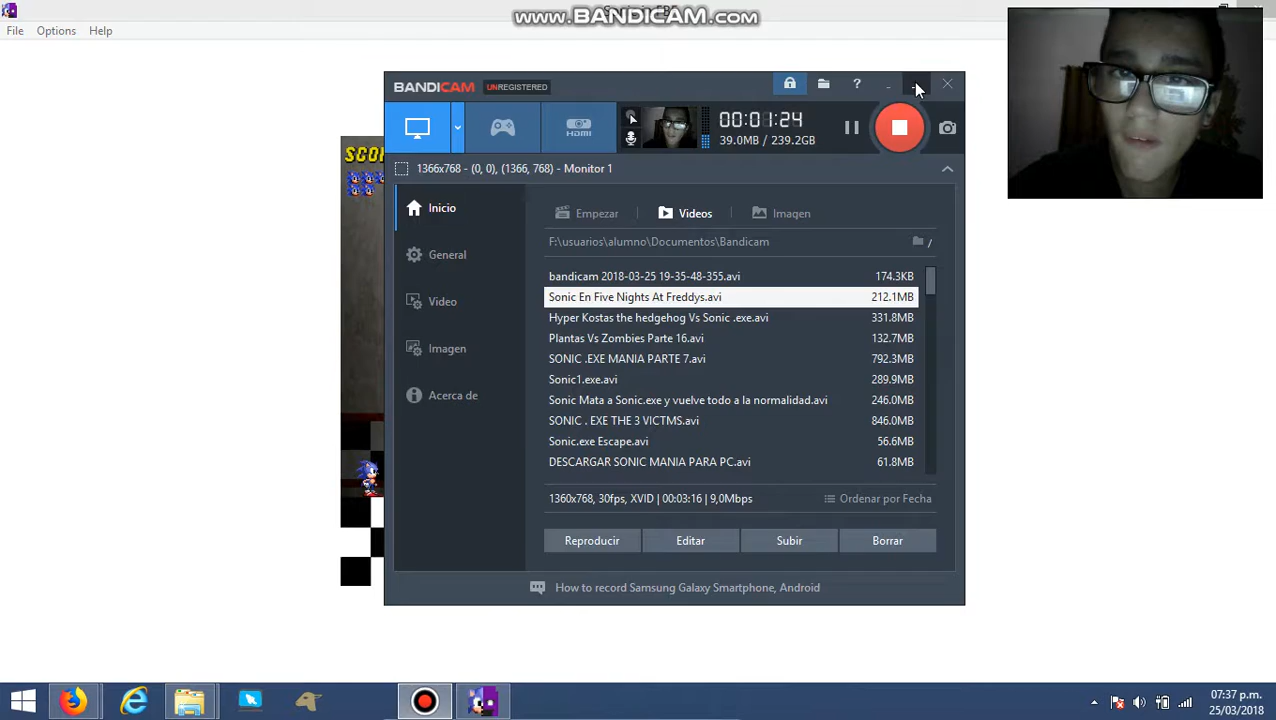 www.BANDICAM.com
File Options Help
BANDICAM UNREGISTERED ?
00:01:24
39.0MB / 239.2GB
HDMI
1366x768 - (0, 0), (1366, 768) - Monitor 1
Inicio
General
Video
Imagen
Acerca de
Empezar Videos Imagen
F:\usuarios\alumno\Documentos\Bandicam /
bandicam 2018-03-25 19-35-48-355.avi 174.3KB
Sonic En Five Nights At Freddys.avi 212.1MB
Hyper Kostas the hedgehog Vs Sonic .exe.avi 331.8MB
Plantas Vs Zombies Parte 16.avi 132.7MB
SONIC .EXE MANIA PARTE 7.avi 792.3MB
Sonic1.exe.avi 289.9MB
Sonic Mata a Sonic.exe y vuelve todo a la normalidad.avi 246.0MB
SONIC . EXE THE 3 VICTMS.avi 846.0MB
Sonic.exe Escape.avi 56.6MB
DESCARGAR SONIC MANIA PARA PC.avi 61.8MB
1360x768, 30fps, XVID | 00:03:16 | 9,0Mbps Ordenar por Fecha
Reproducir Editar Subir Borrar
How to record Samsung Galaxy Smartphone, Android
07:37 p.m.
25/03/2018